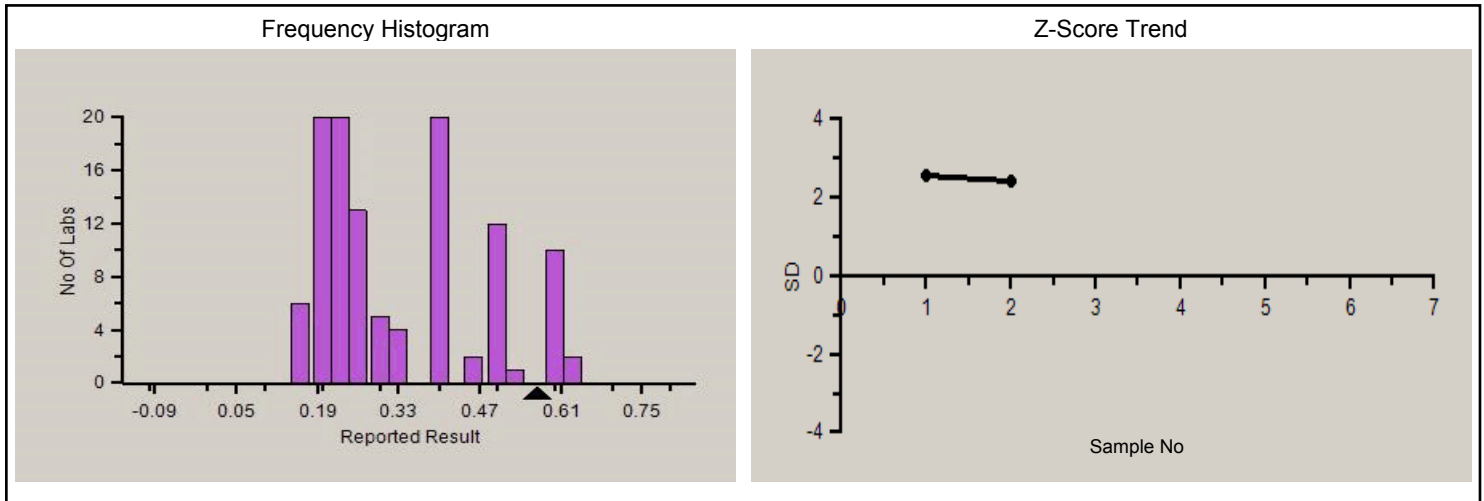 Frequency Histogram
20
16
12
8
4
0
No Of Labs
-0.09 0.05 0.19 0.33 0.47 0.61 0.75
Reported Result
Z-Score Trend
4
2
0
-2
-4
SD
0 1 2 3 4 5 6 7
Sample No